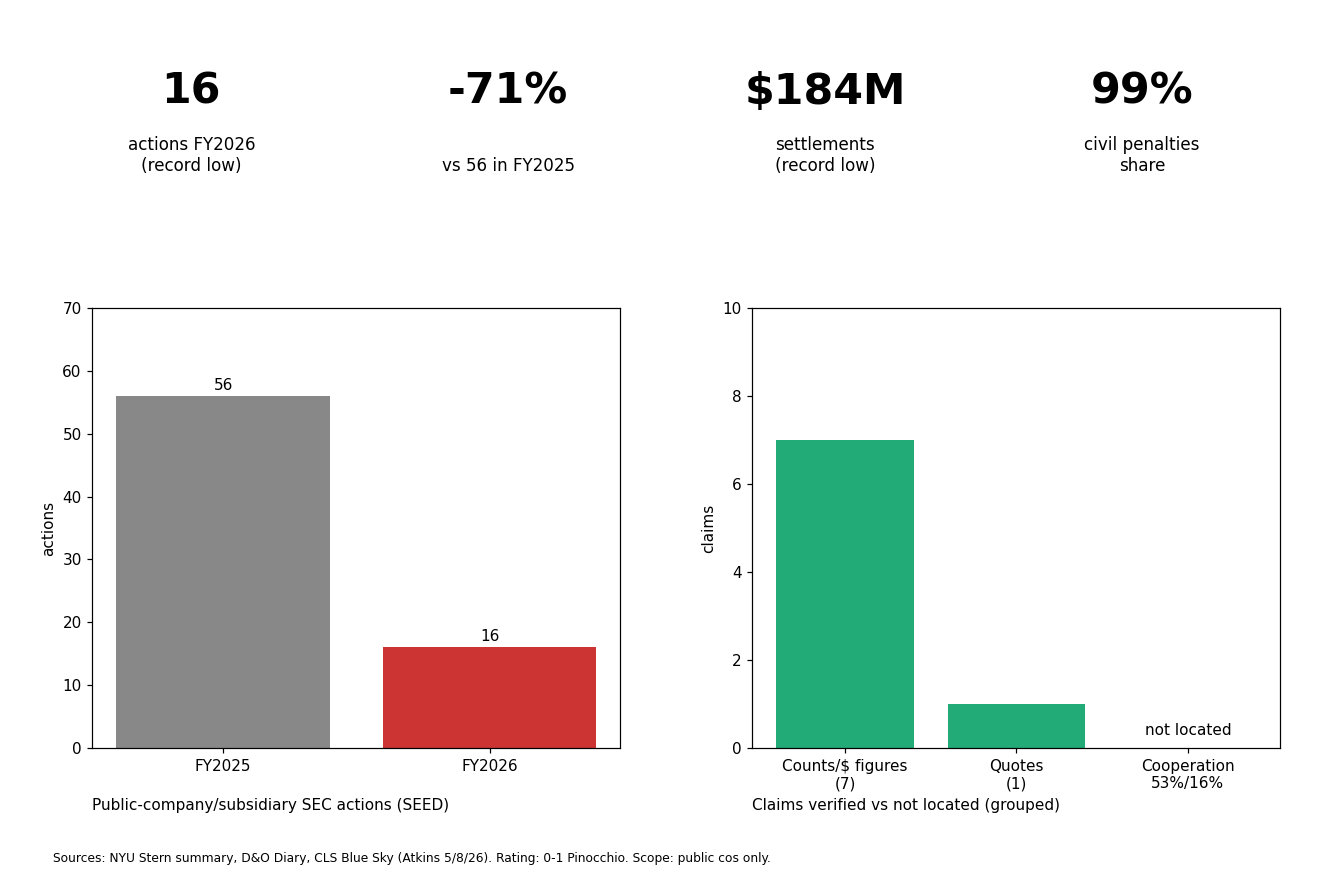 16
-71%
$184M
99%
actions FY2026
(record low)
vs 56 in FY2025
settlements
(record low)
civil penalties
share
70
60
50
40
30
20
10
0
actions
56
16
FY2025
FY2026
Public-company/subsidiary SEC actions (SEED)
10
8
6
4
2
0
claims
not located
Counts/$ figures
(7)
Quotes
(1)
Cooperation
53%/16%
Claims verified vs not located (grouped)
Sources: NYU Stern summary, D&O Diary, CLS Blue Sky (Atkins 5/8/26). Rating: 0-1 Pinocchio. Scope: public cos only.